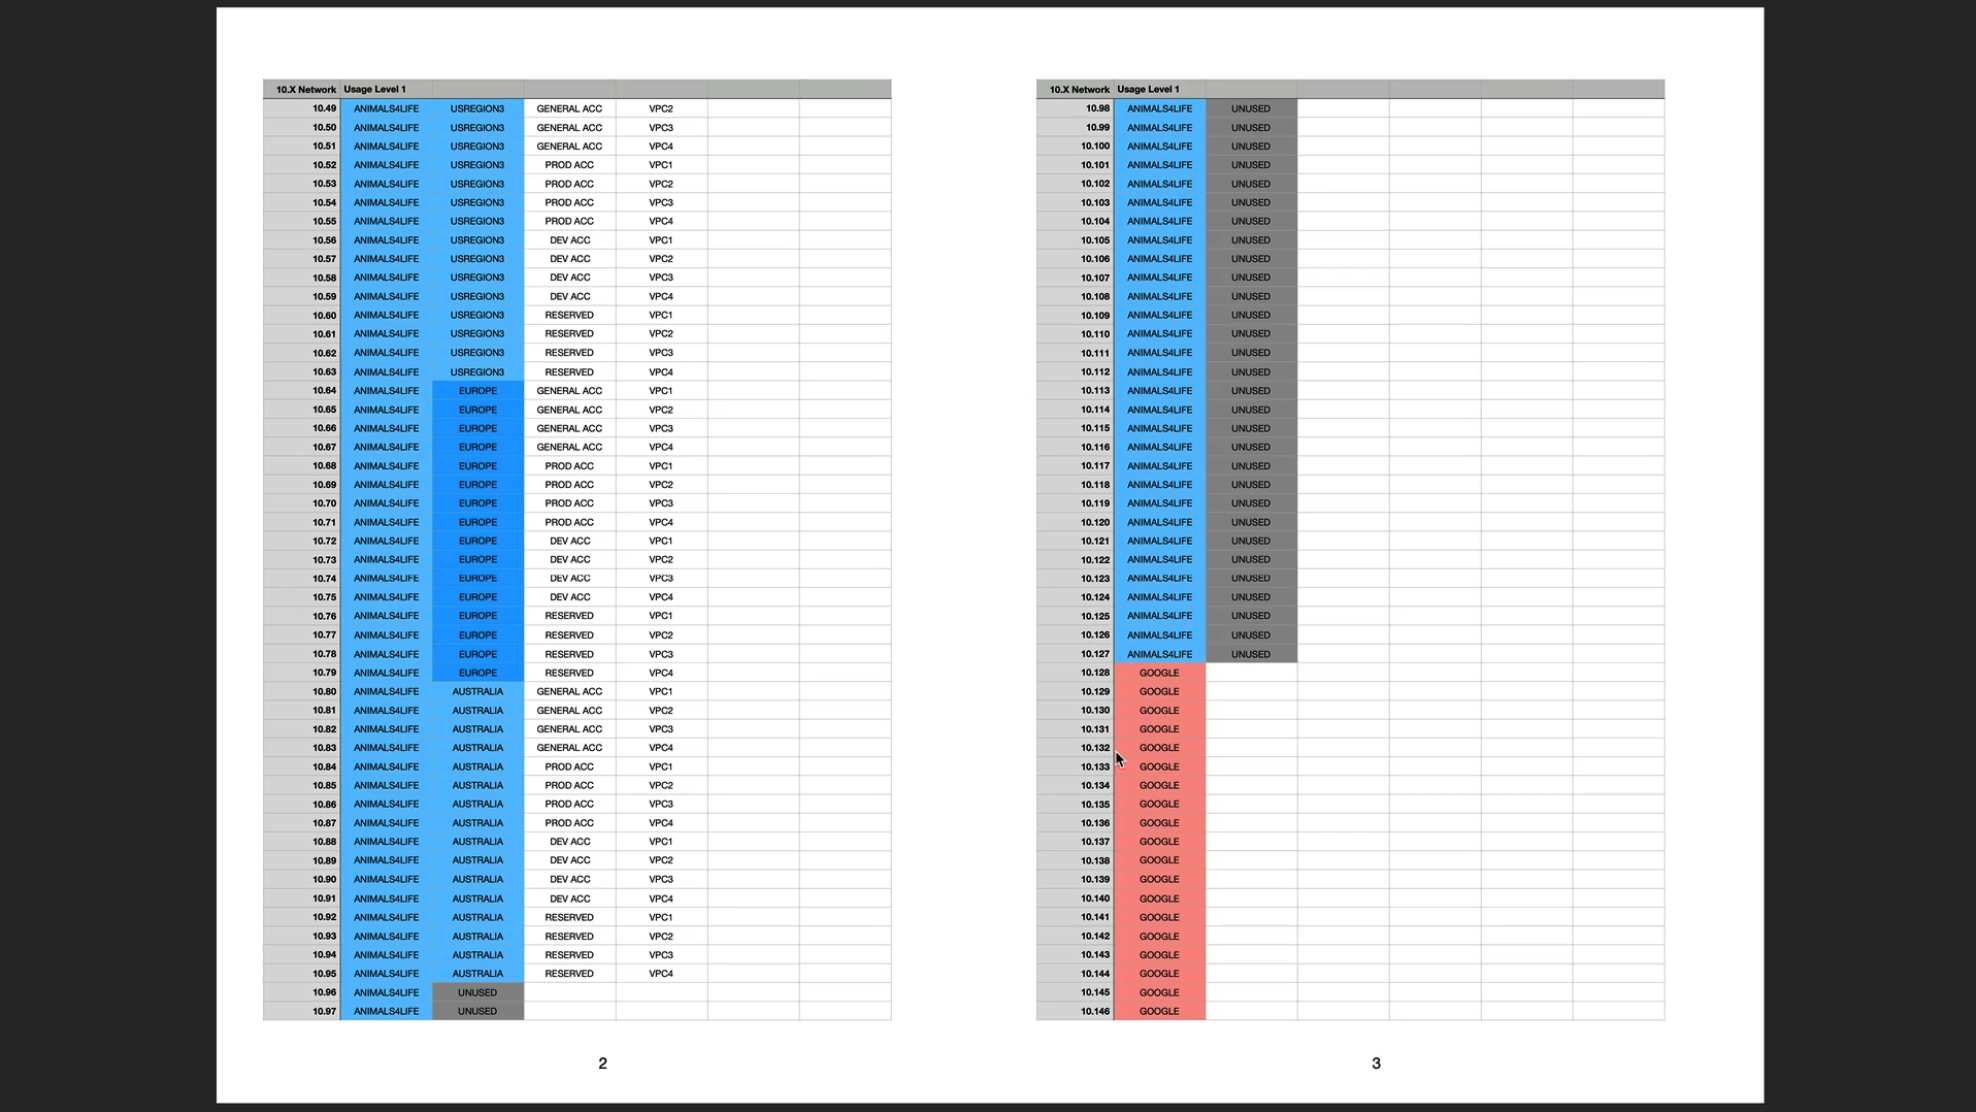 10.X Network Usage Level 1
10.49 ANIMALS4LIFE USREGION3 GENERAL ACC VPC2
10.50 ANIMALS4LIFE USREGION3 GENERAL ACC VPC3
10.51 ANIMALS4LIFE USREGION3 GENERAL ACC VPC4
10.52 ANIMALS4LIFE USREGION3 PROD ACC VPC1
10.53 ANIMALS4LIFE USREGION3 PROD ACC VPC2
10.54 ANIMALS4LIFE USREGION3 PROD ACC VPC3
10.55 ANIMALS4LIFE USREGION3 PROD ACC VPC4
10.56 ANIMALS4LIFE USREGION3 DEV ACC VPC1
10.57 ANIMALS4LIFE USREGION3 DEV ACC VPC2
10.58 ANIMALS4LIFE USREGION3 DEV ACC VPC3
10.59 ANIMALS4LIFE USREGION3 DEV ACC VPC4
10.60 ANIMALS4LIFE USREGION3 RESERVED VPC1
10.61 ANIMALS4LIFE USREGION3 RESERVED VPC2
10.62 ANIMALS4LIFE USREGION3 RESERVED VPC3
10.63 ANIMALS4LIFE USREGION3 RESERVED VPC4
10.64 ANIMALS4LIFE EUROPE GENERAL ACC VPC1
10.65 ANIMALS4LIFE EUROPE GENERAL ACC VPC2
10.66 ANIMALS4LIFE EUROPE GENERAL ACC VPC3
10.67 ANIMALS4LIFE EUROPE GENERAL ACC VPC4
10.68 ANIMALS4LIFE EUROPE PROD ACC VPC1
10.69 ANIMALS4LIFE EUROPE PROD ACC VPC2
10.70 ANIMALS4LIFE EUROPE PROD ACC VPC3
10.71 ANIMALS4LIFE EUROPE PROD ACC VPC4
10.72 ANIMALS4LIFE EUROPE DEV ACC VPC1
10.73 ANIMALS4LIFE EUROPE DEV ACC VPC2
10.74 ANIMALS4LIFE EUROPE DEV ACC VPC3
10.75 ANIMALS4LIFE EUROPE DEV ACC VPC4
10.76 ANIMALS4LIFE EUROPE RESERVED VPC1
10.77 ANIMALS4LIFE EUROPE RESERVED VPC2
10.78 ANIMALS4LIFE EUROPE RESERVED VPC3
10.79 ANIMALS4LIFE EUROPE RESERVED VPC4
10.80 ANIMALS4LIFE AUSTRALIA GENERAL ACC VPC1
10.81 ANIMALS4LIFE AUSTRALIA GENERAL ACC VPC2
10.82 ANIMALS4LIFE AUSTRALIA GENERAL ACC VPC3
10.83 ANIMALS4LIFE AUSTRALIA GENERAL ACC VPC4
10.84 ANIMALS4LIFE AUSTRALIA PROD ACC VPC1
10.85 ANIMALS4LIFE AUSTRALIA PROD ACC VPC2
10.86 ANIMALS4LIFE AUSTRALIA PROD ACC VPC3
10.87 ANIMALS4LIFE AUSTRALIA PROD ACC VPC4
10.88 ANIMALS4LIFE AUSTRALIA DEV ACC VPC1
10.89 ANIMALS4LIFE AUSTRALIA DEV ACC VPC2
10.90 ANIMALS4LIFE AUSTRALIA DEV ACC VPC3
10.91 ANIMALS4LIFE AUSTRALIA DEV ACC VPC4
10.92 ANIMALS4LIFE AUSTRALIA RESERVED VPC1
10.93 ANIMALS4LIFE AUSTRALIA RESERVED VPC2
10.94 ANIMALS4LIFE AUSTRALIA RESERVED VPC3
10.95 ANIMALS4LIFE AUSTRALIA RESERVED VPC4
10.96 ANIMALS4LIFE UNUSED
10.97 ANIMALS4LIFE UNUSED
2
10.X Network Usage Level 1
10.98 ANIMALS4LIFE UNUSED
10.99 ANIMALS4LIFE UNUSED
10.100 ANIMALS4LIFE UNUSED
10.101 ANIMALS4LIFE UNUSED
10.102 ANIMALS4LIFE UNUSED
10.103 ANIMALS4LIFE UNUSED
10.104 ANIMALS4LIFE UNUSED
10.105 ANIMALS4LIFE UNUSED
10.106 ANIMALS4LIFE UNUSED
10.107 ANIMALS4LIFE UNUSED
10.108 ANIMALS4LIFE UNUSED
10.109 ANIMALS4LIFE UNUSED
10.110 ANIMALS4LIFE UNUSED
10.111 ANIMALS4LIFE UNUSED
10.112 ANIMALS4LIFE UNUSED
10.113 ANIMALS4LIFE UNUSED
10.114 ANIMALS4LIFE UNUSED
10.115 ANIMALS4LIFE UNUSED
10.116 ANIMALS4LIFE UNUSED
10.117 ANIMALS4LIFE UNUSED
10.118 ANIMALS4LIFE UNUSED
10.119 ANIMALS4LIFE UNUSED
10.120 ANIMALS4LIFE UNUSED
10.121 ANIMALS4LIFE UNUSED
10.122 ANIMALS4LIFE UNUSED
10.123 ANIMALS4LIFE UNUSED
10.124 ANIMALS4LIFE UNUSED
10.125 ANIMALS4LIFE UNUSED
10.126 ANIMALS4LIFE UNUSED
10.127 ANIMALS4LIFE UNUSED
10.128 GOOGLE
10.129 GOOGLE
10.130 GOOGLE
10.131 GOOGLE
10.132 GOOGLE
10.133 GOOGLE
10.134 GOOGLE
10.135 GOOGLE
10.136 GOOGLE
10.137 GOOGLE
10.138 GOOGLE
10.139 GOOGLE
10.140 GOOGLE
10.141 GOOGLE
10.142 GOOGLE
10.143 GOOGLE
10.144 GOOGLE
10.145 GOOGLE
10.146 GOOGLE
3